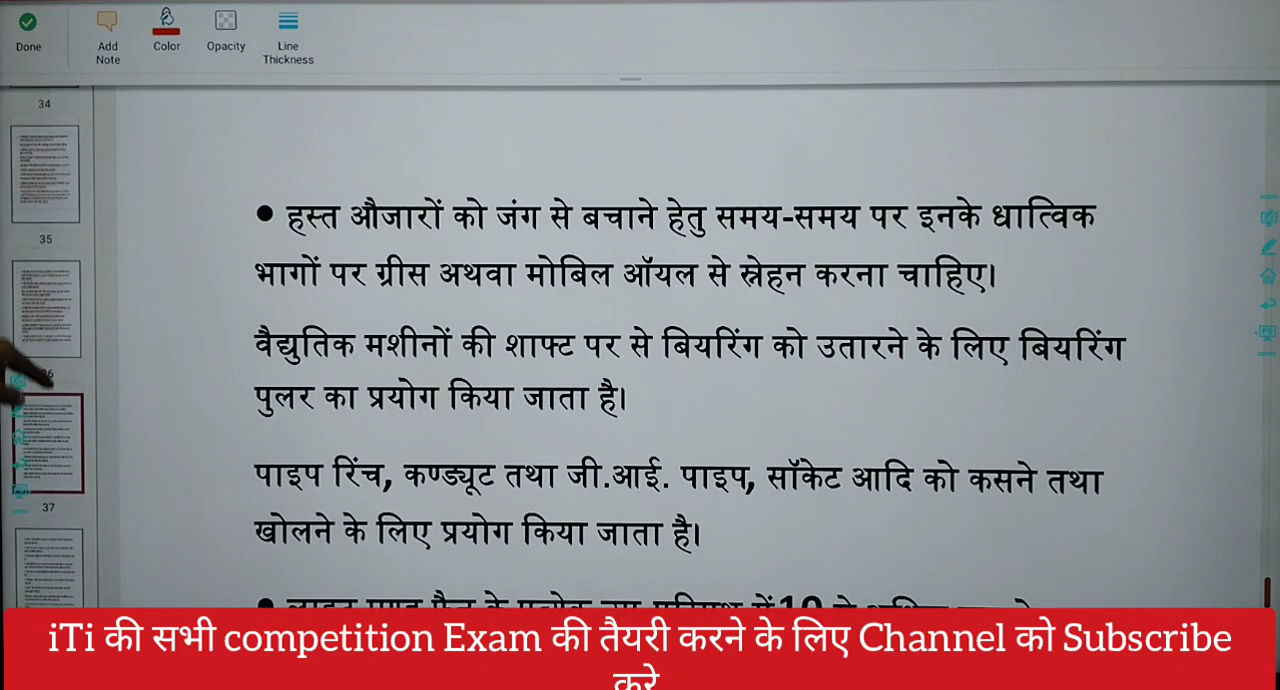 Done
Add
Note
Color
Opacity
Line
Thickness
34
35
36
37
• हस्त औजारों को जंग से बचाने हेतु समय-समय पर इनके धात्विक
भागों पर ग्रीस अथवा मोबिल ऑयल से स्नेहन करना चाहिए।
वैद्युतिक मशीनों की शाफ्ट पर से बियरिंग को उतारने के लिए बियरिंग
पुलर का प्रयोग किया जाता है।
पाइप रिंच, कण्ड्यूट तथा जी.आई. पाइप, सॉकेट आदि को कसने तथा
खोलने के लिए प्रयोग किया जाता है।
iTi की सभी competition Exam की तैयरी करने के लिए Channel को Subscribe
करे